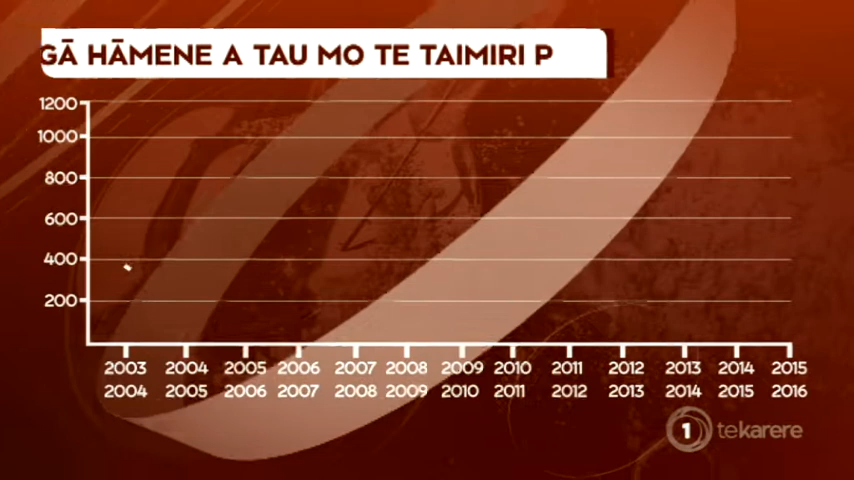 GĀ HĀMENE A TAU MO TE TAIMIRI P
1200
1000
800
600
400
200
2003 2004 2005 2006 2007 2008 2009 2010 2011 2012 2013 2014 2015
2004 2005 2006 2007 2008 2009 2010 2011 2012 2013 2014 2015 2016
1 tekarere